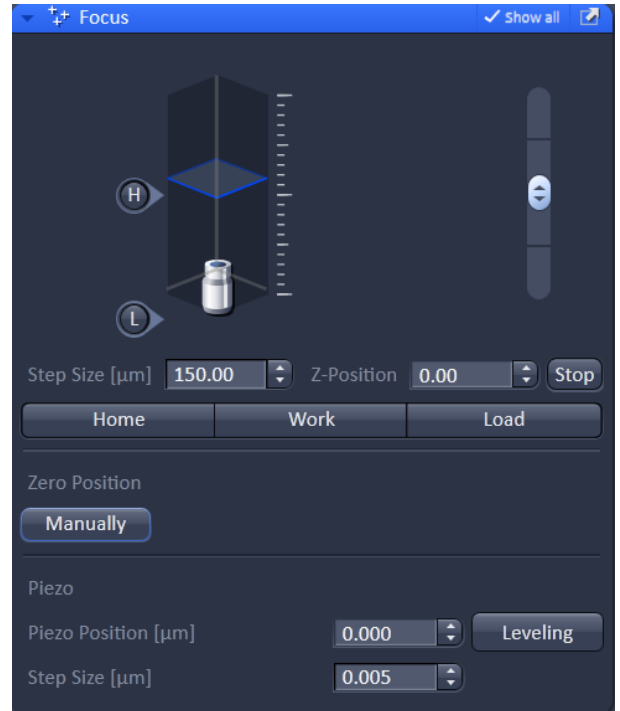 Focus Show all
H
L
Step Size [µm] 150.00 Z-Position 0.00 Stop
Home Work Load
Zero Position
Manually
Piezo
Piezo Position [µm] 0.000 Leveling
Step Size [µm] 0.005